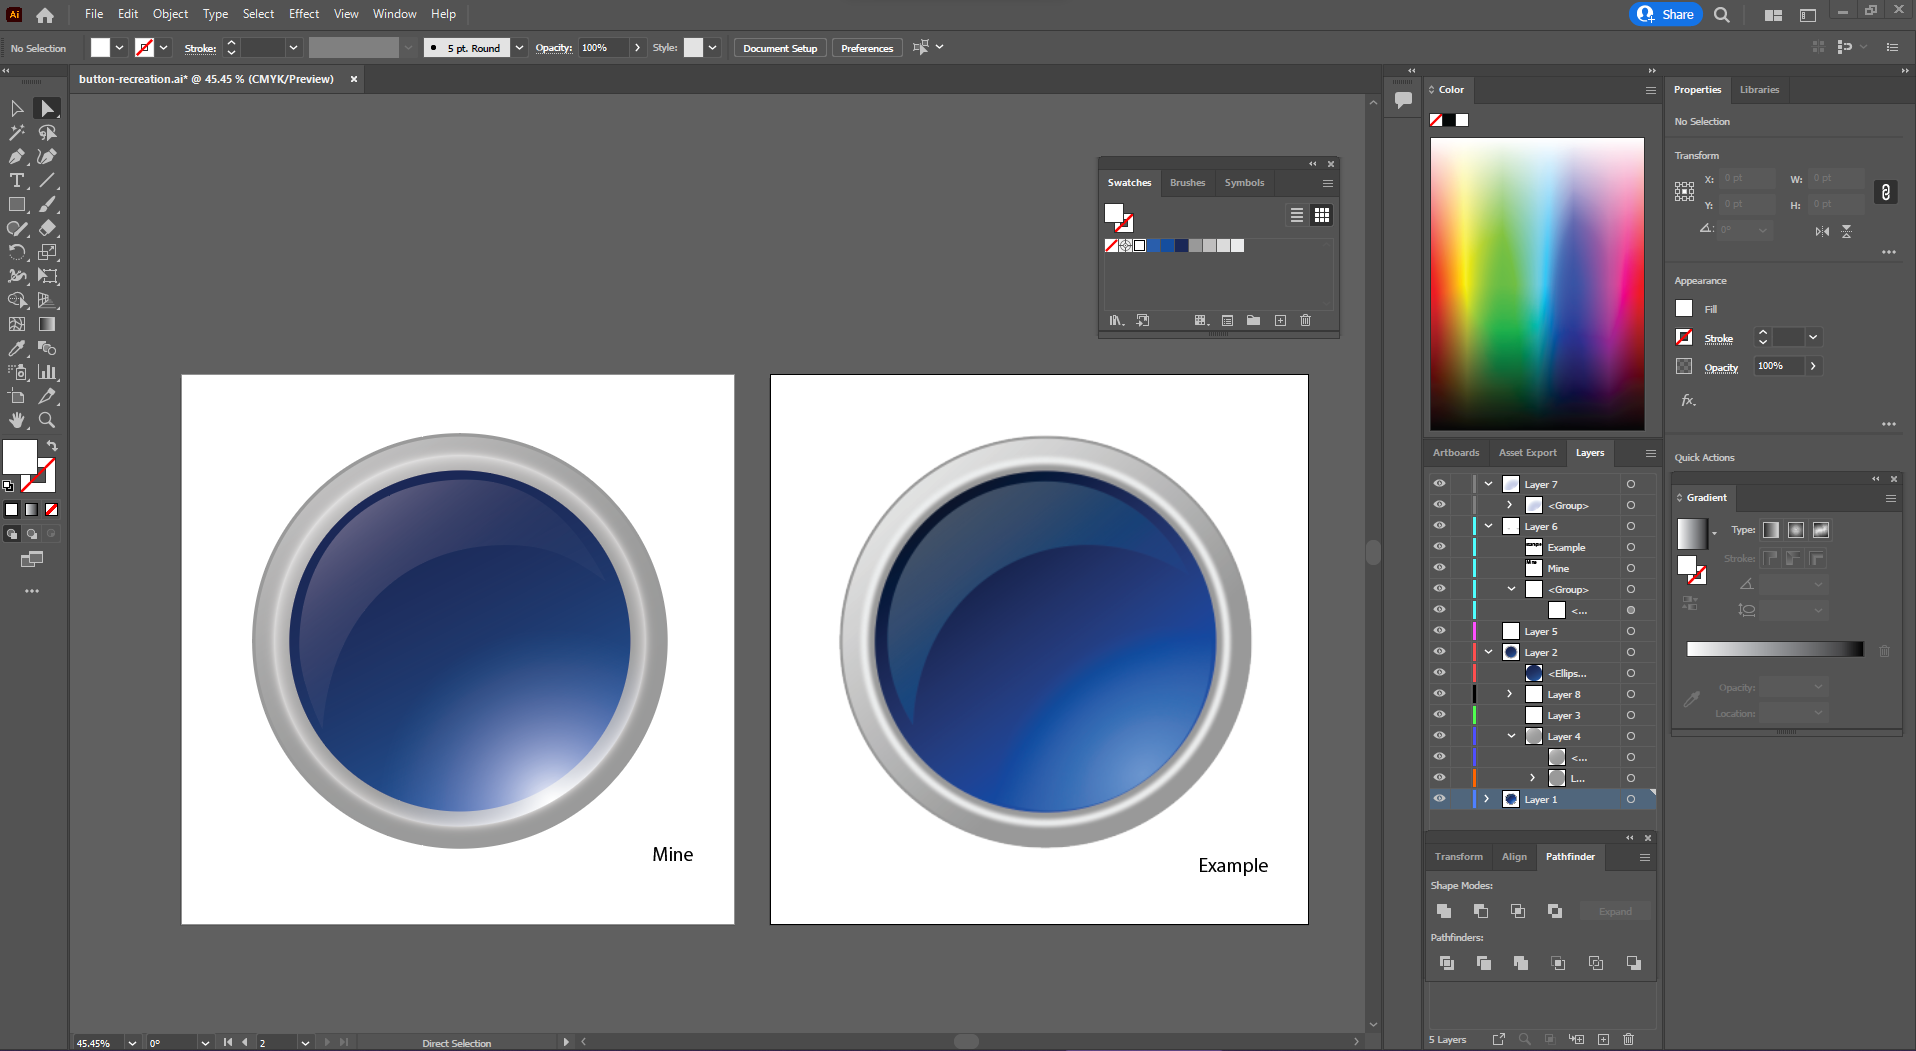 Ai File Edit Object Type Select Effect View Window Help Share
No Selection Stroke: 5 pt. Round Opacity: 100% Style: Document Setup Preferences
button-recreation.ai* @ 45.45 % (CMYK/Preview)
Swatches Brushes Symbols
Mine
Example
Color
Artboards Asset Export Layers
Layer 7
<Group>
Layer 6
Example
Mine
<Group>
<...
Layer 5
Layer 2
<Ellips...
Layer 8
Layer 3
Layer 4
<...
L...
Layer 1
Transform Align Pathfinder
Shape Modes:
Expand
Pathfinders:
5 Layers
Properties Libraries
No Selection
Transform
X: 0 pt W: 0 pt
Y: 0 pt H: 0 pt
0°
Appearance
Fill
Stroke
Opacity 100%
fx.
Quick Actions
Gradient
Type:
Stroke:
Opacity:
Location:
45.45% 0° 2 Direct Selection